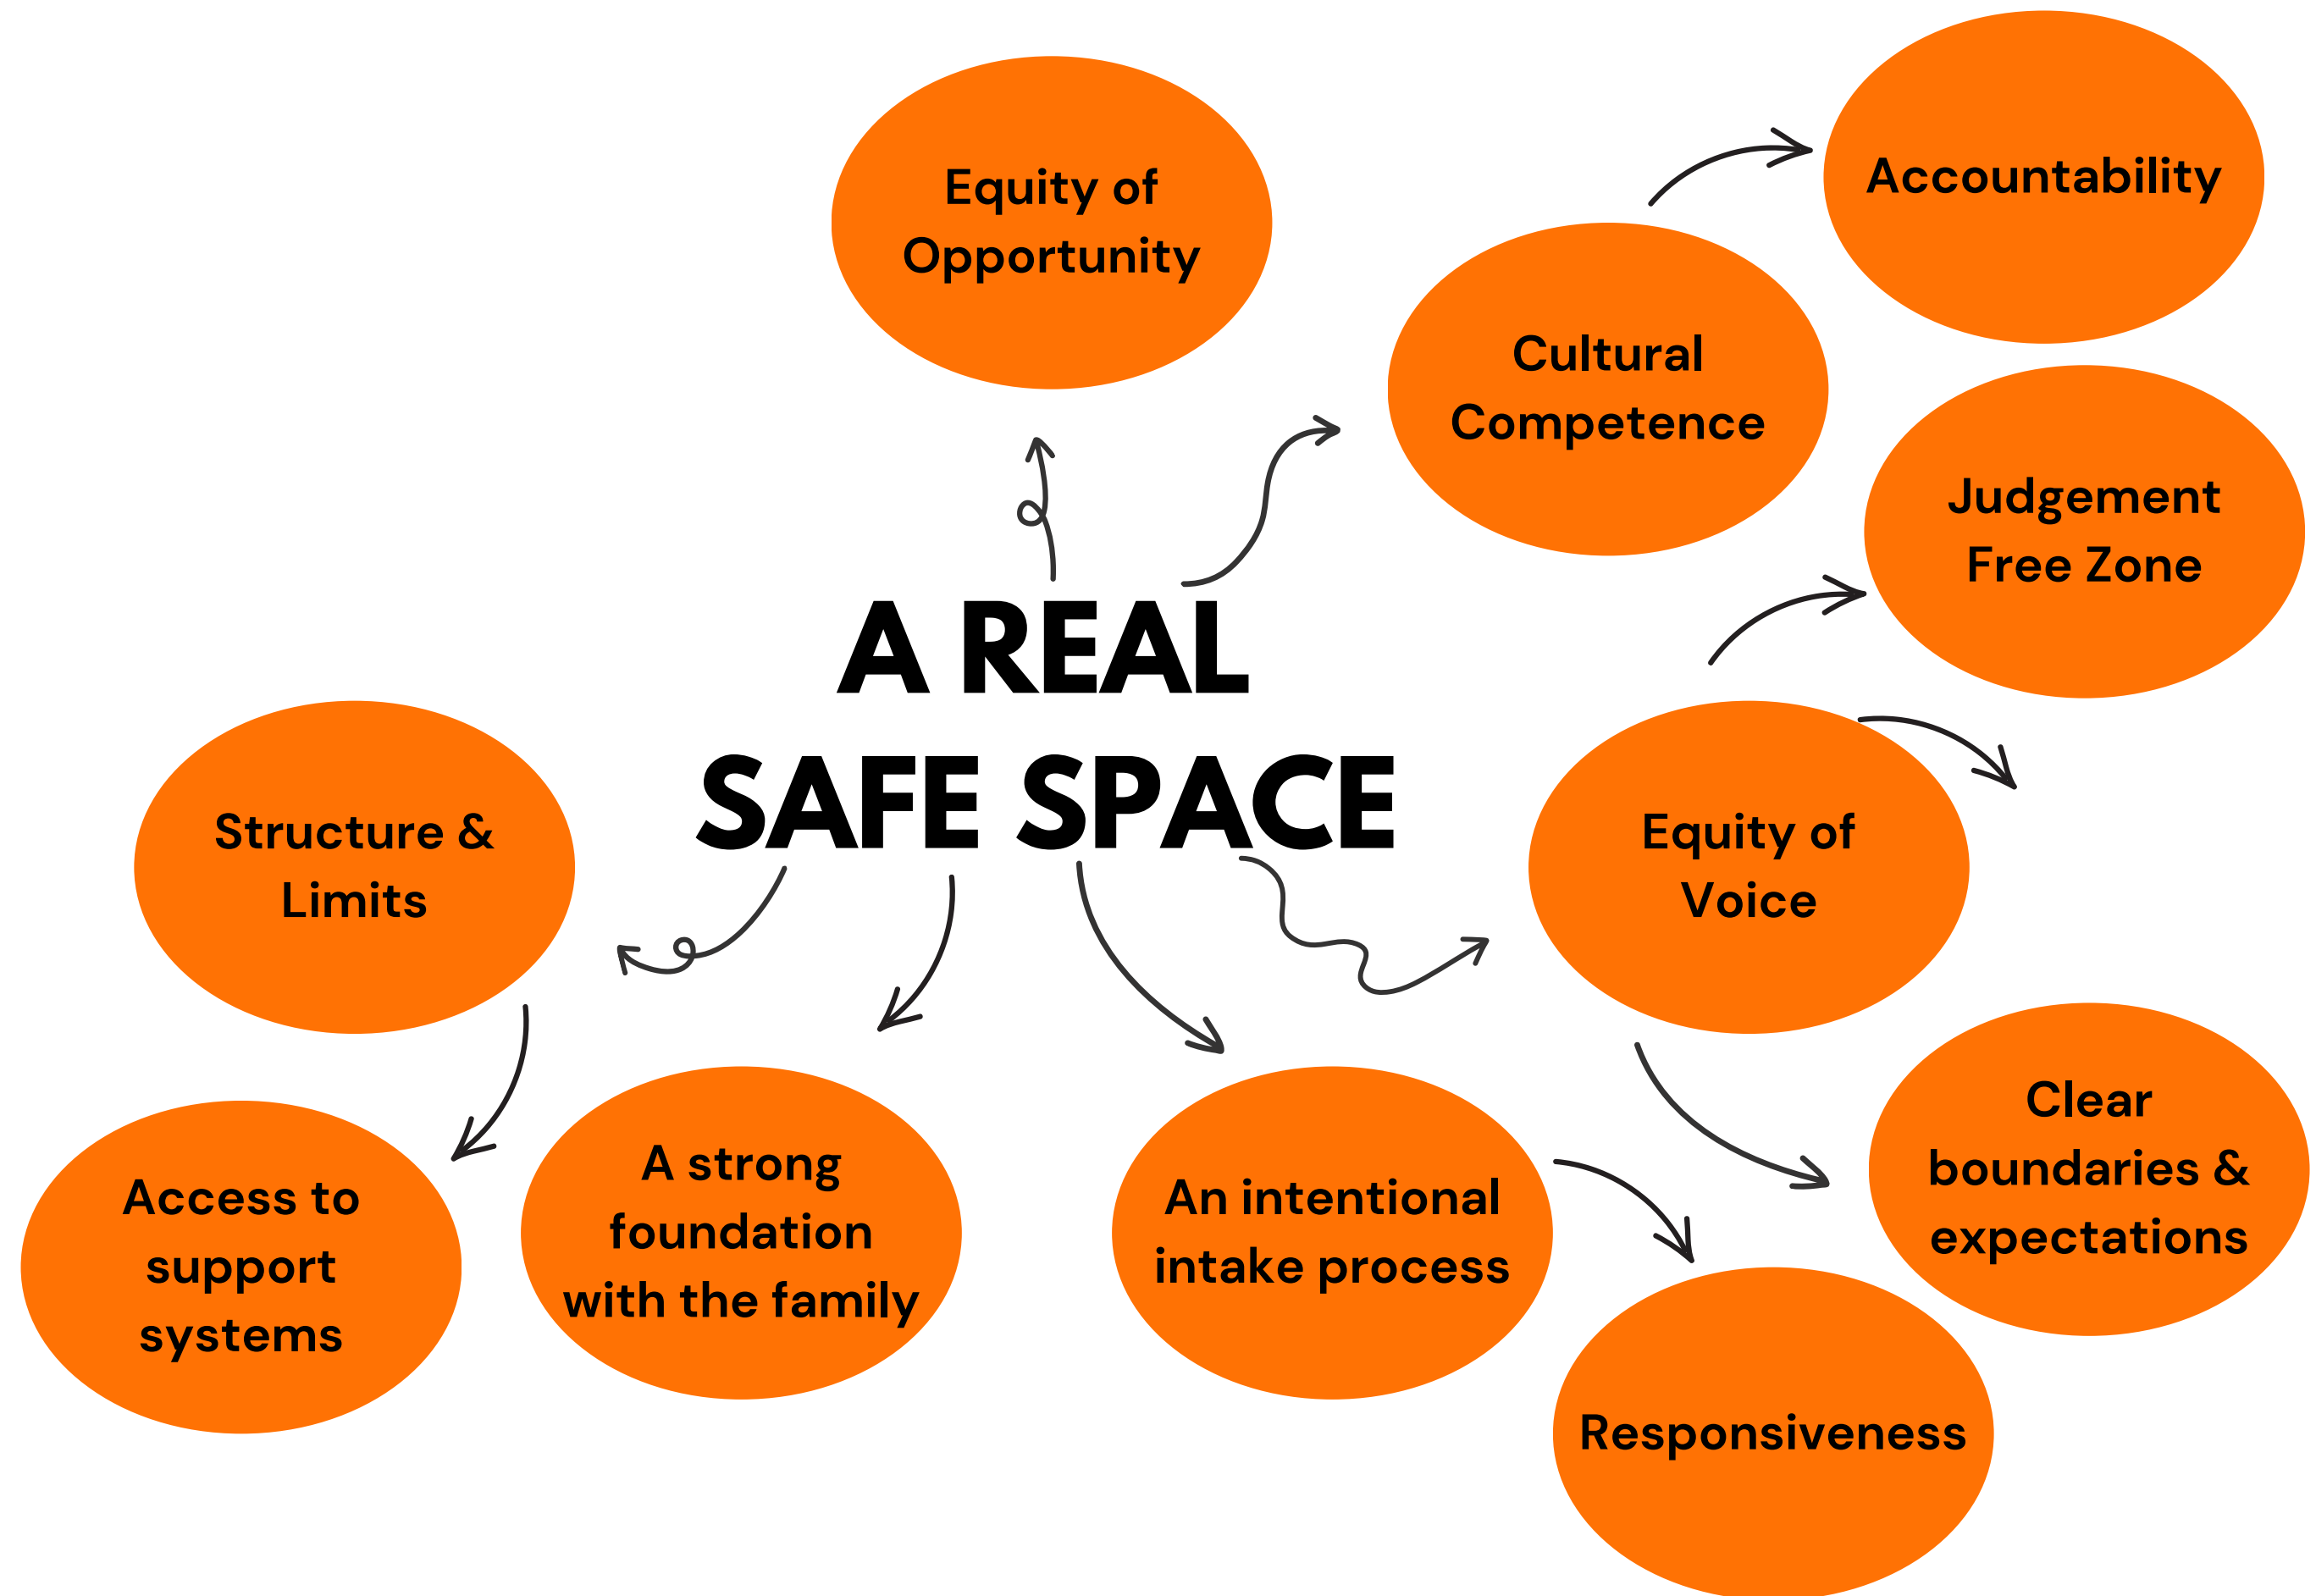 Equity of
Opportunity
Cultural
Competence
Accountability
Judgement
Free Zone
A REAL
SAFE SPACE
Structure &
Limits
Equity of
Voice
Access to
support
systems
A strong
foundation
with the family
An intentional
intake process
Clear
boundaries &
expectations
Responsiveness